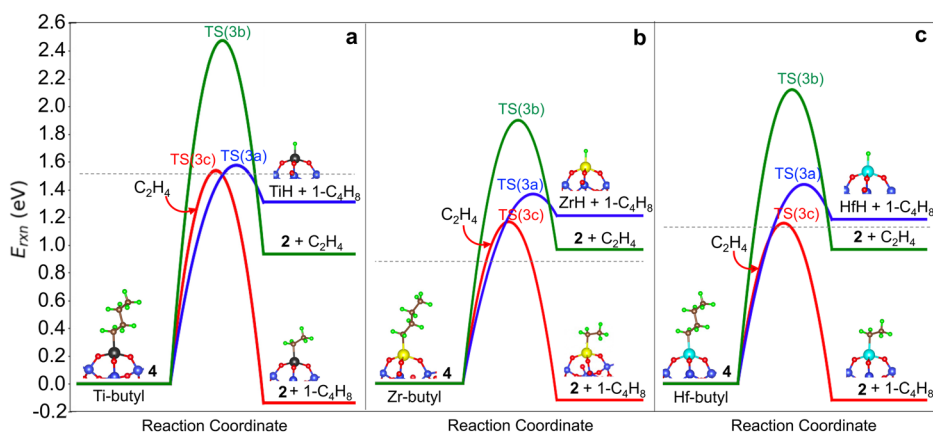 E_rxn (eV)
2.6
2.4
2.2
2.0
1.8
1.6
1.4
1.2
1.0
0.8
0.6
0.4
0.2
0.0
-0.2
a
TS(3b)
TS(3c)
TS(3a)
C₂H₄
TiH + 1-C₄H₈
2 + C₂H₄
4
Ti-butyl
2 + 1-C₄H₈
Reaction Coordinate
b
TS(3b)
TS(3a)
TS(3c)
C₂H₄
ZrH + 1-C₄H₈
2 + C₂H₄
4
Zr-butyl
2 + 1-C₄H₈
Reaction Coordinate
c
TS(3b)
TS(3a)
TS(3c)
C₂H₄
HfH + 1-C₄H₈
2 + C₂H₄
4
Hf-butyl
2 + 1-C₄H₈
Reaction Coordinate